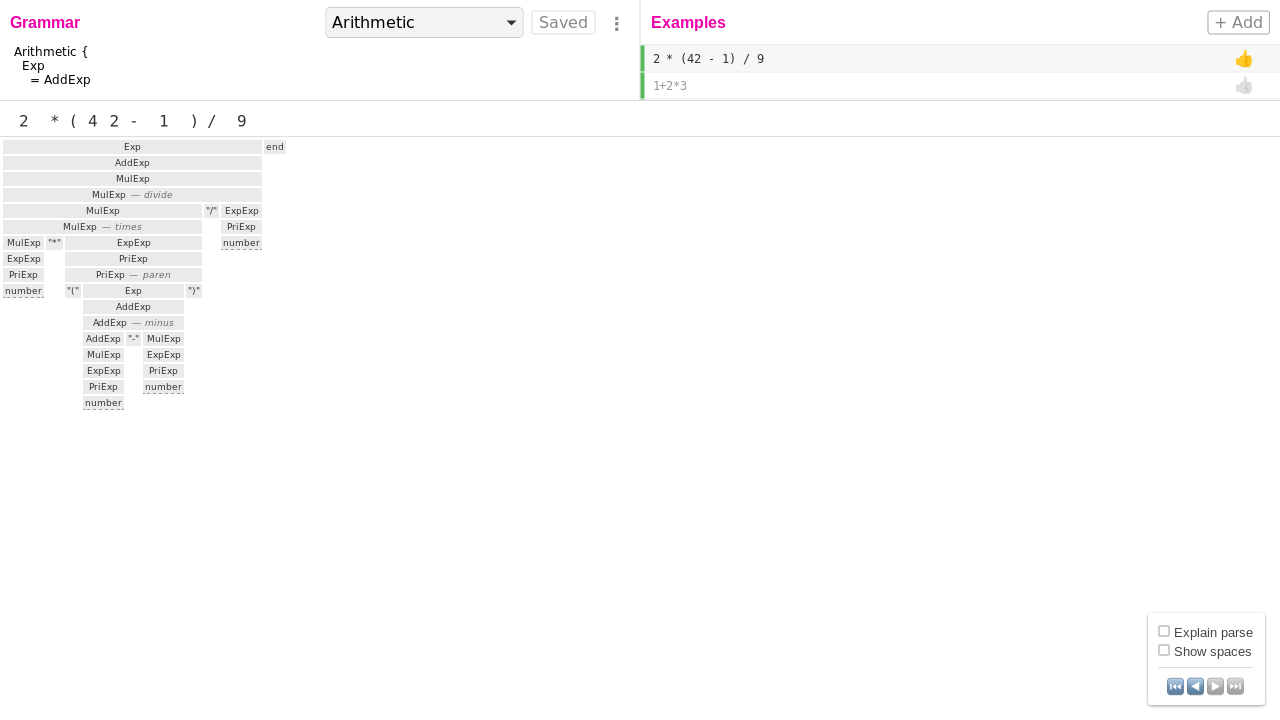 Grammar
Arithmetic
Saved
Examples
+ Add
Arithmetic {
Exp
= AddExp
2 * (42 - 1) / 9
1+2*3
2 * ( 4 2 - 1 ) / 9
Exp end
AddExp
MulExp
MulExp — divide
MulExp "/" ExpExp
MulExp — times PriExp
MulExp "*" ExpExp number
ExpExp PriExp
PriExp PriExp — paren
number "(" Exp ")"
AddExp
AddExp — minus
AddExp "-" MulExp
MulExp ExpExp
ExpExp PriExp
PriExp number
number
Explain parse
Show spaces